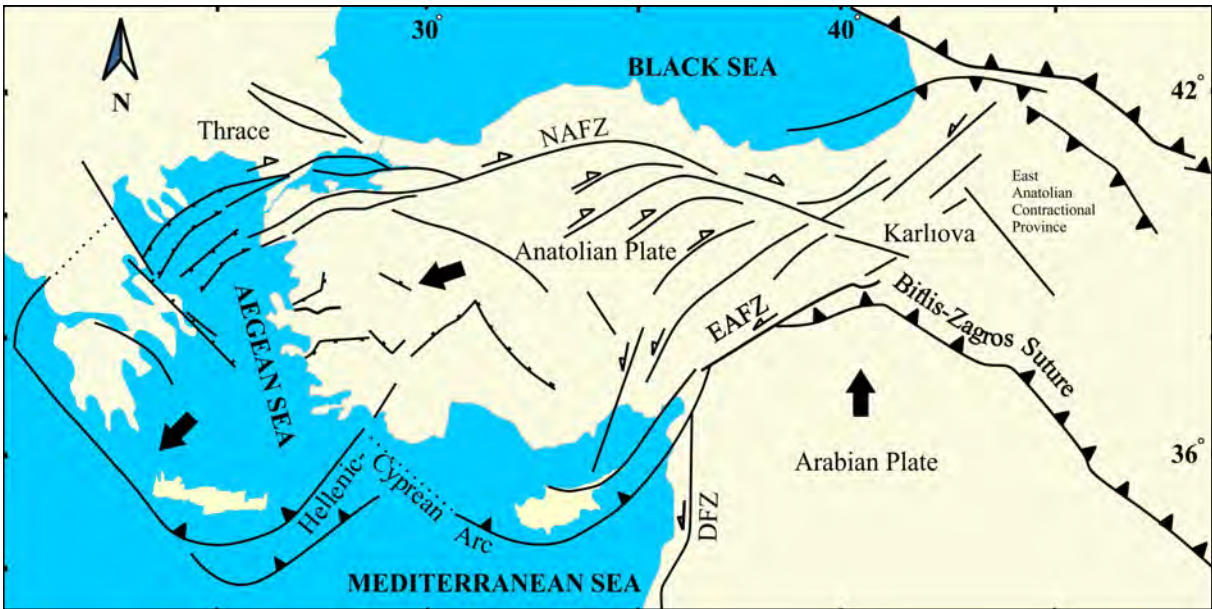 30°
40°
BLACK SEA
42°
N
Thrace
NAFZ
East
Anatolian
Contractional
Province
Karlıova
Anatolian Plate
AEGEAN SEA
EAFZ
Bitlis-Zagros Suture
Arabian Plate
36°
Hellenic-
Cyprean
Arc
DFZ
MEDITERRANEAN SEA